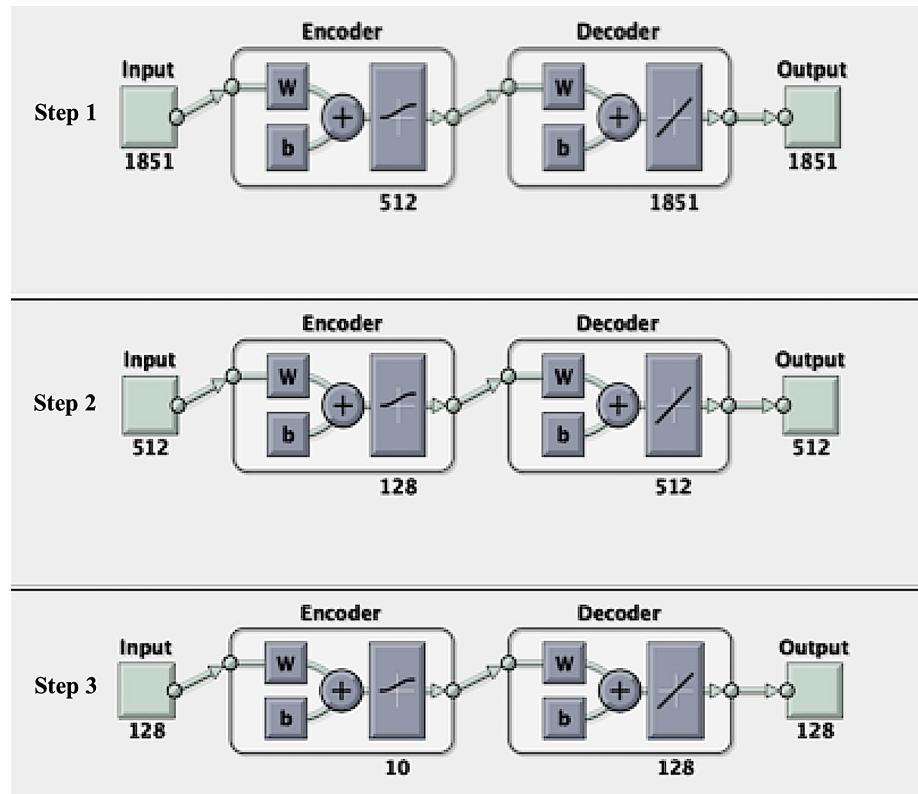 Encoder Decoder
Input Output
Step 1
W W
b b
1851 1851
512 1851
Encoder Decoder
Input Output
Step 2
W W
b b
512 512
128 512
Encoder Decoder
Input Output
Step 3
W W
b b
128 128
10 128